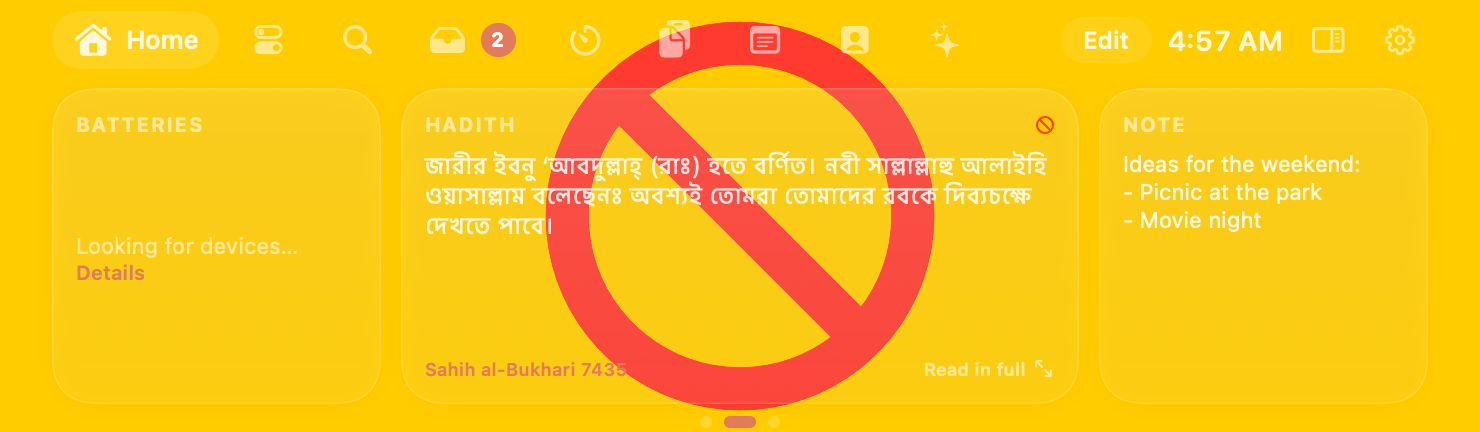 Home
2
Edit
4:57 AM
BATTERIES
Looking for devices...
Details
HADITH
জারীর ইবনু ‘আবদুল্লাহ্ (রাঃ) হতে বর্ণিত। নবী সাল্লাল্লাহু আলাইহি
ওয়াসাল্লাম বলেছেনঃ অবশ্যই তোমরা তোমাদের রবকে দিব্যচক্ষে
দেখতে পাবে।
Sahih al-Bukhari 7435
Read in full
NOTE
Ideas for the weekend:
- Picnic at the park
- Movie night